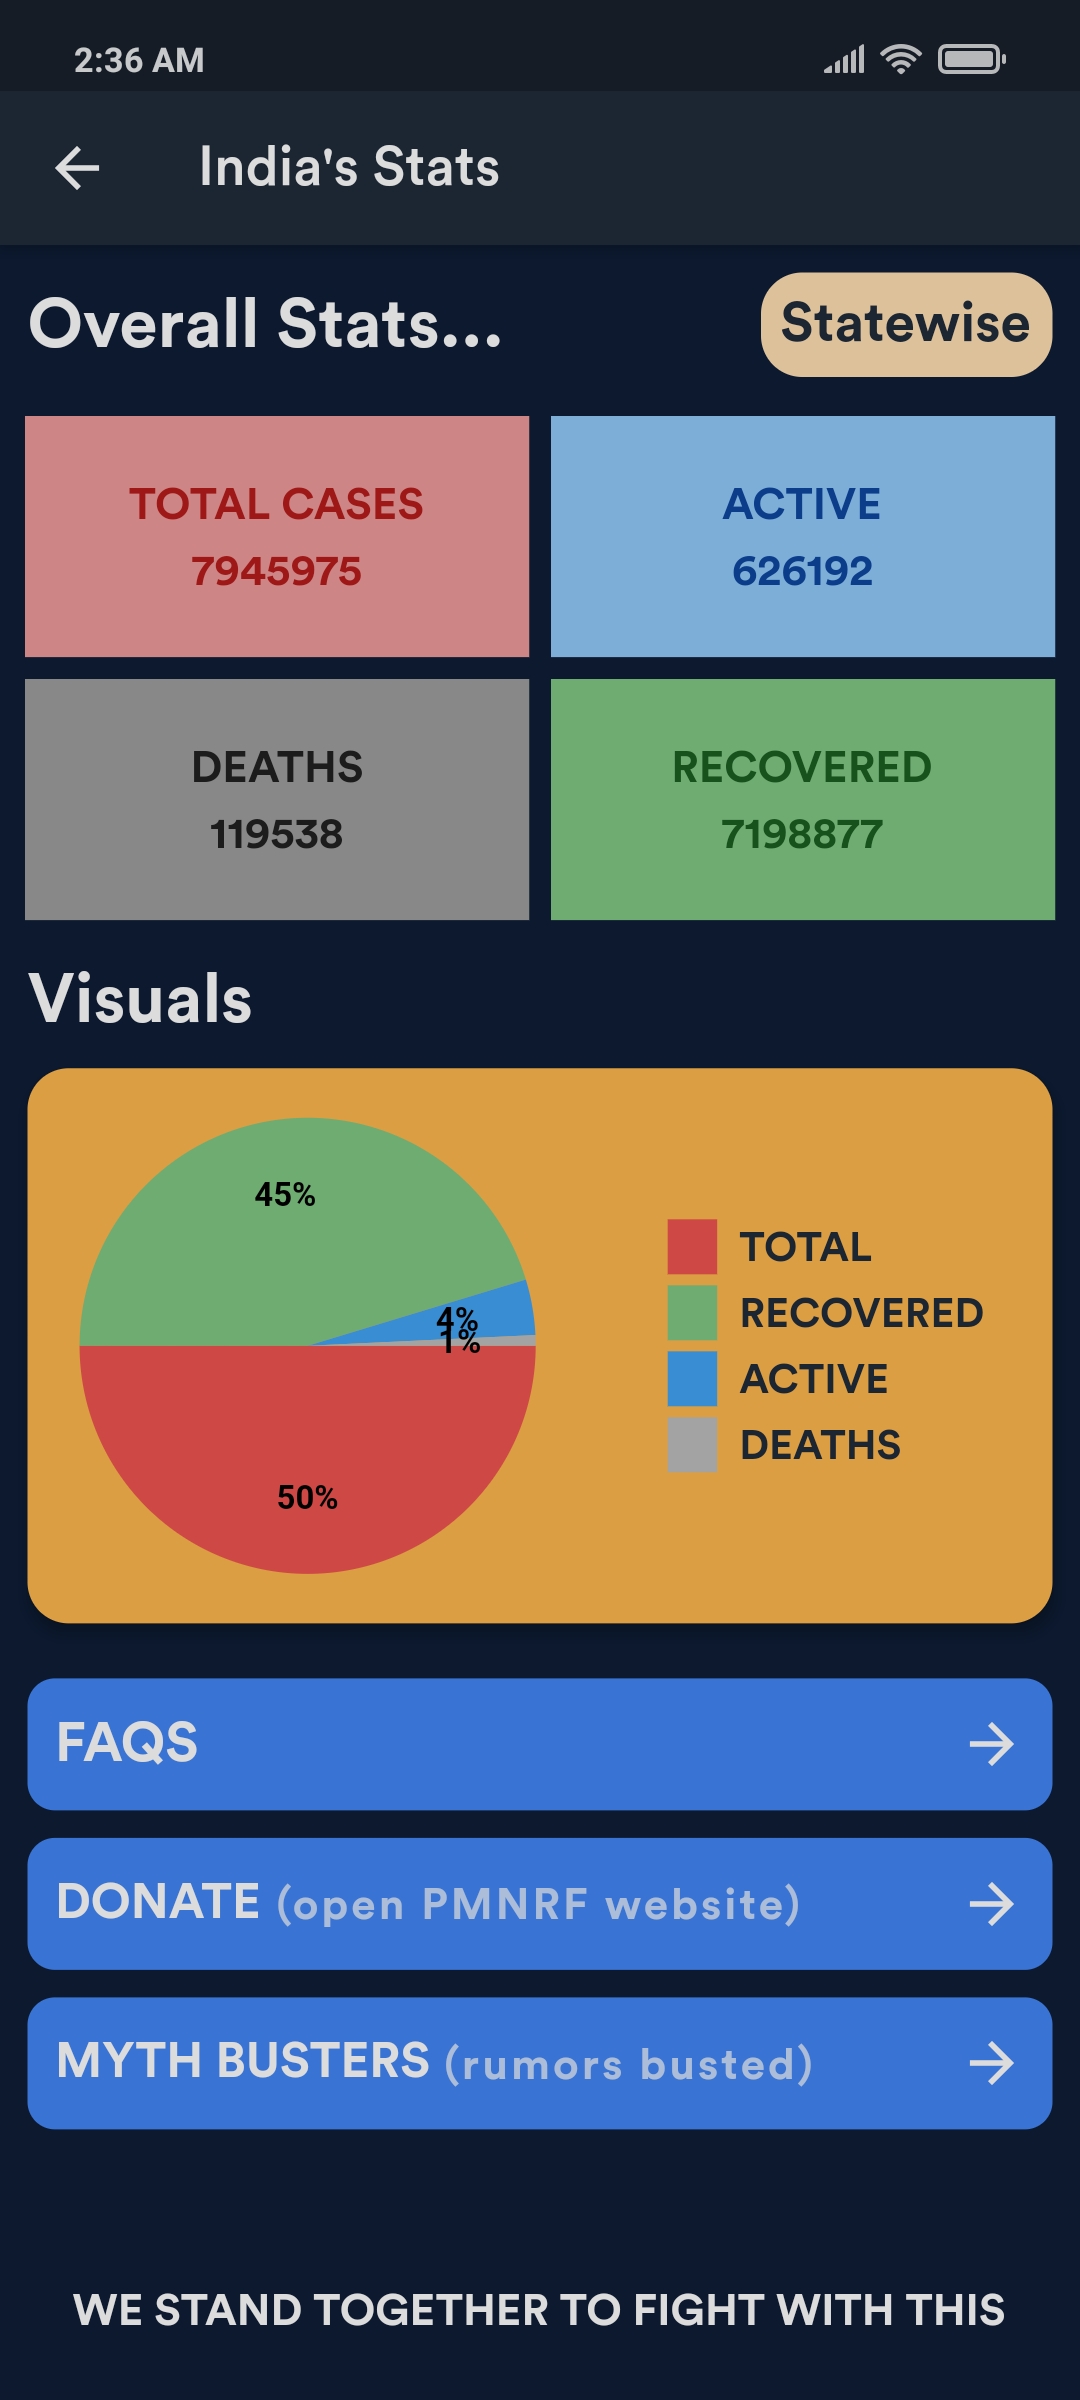 2:36 AM
India's Stats
Overall Stats...
Statewise
TOTAL CASES
7945975
ACTIVE
626192
DEATHS
119538
RECOVERED
7198877
Visuals
45%
4%
1%
50%
TOTAL
RECOVERED
ACTIVE
DEATHS
FAQS
DONATE (open PMNRF website)
MYTH BUSTERS (rumors busted)
WE STAND TOGETHER TO FIGHT WITH THIS